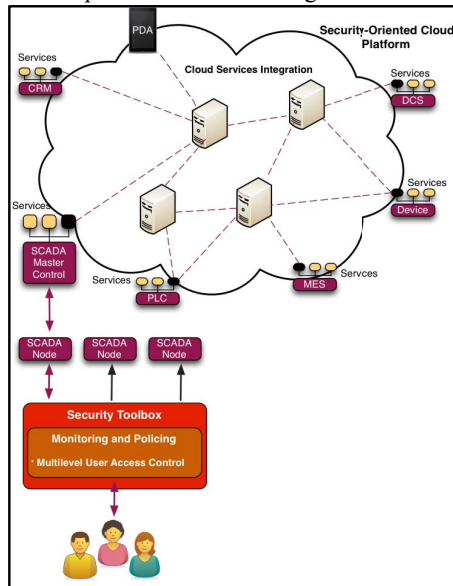 PDA
Security-Oriented Cloud
Platform
Services
CRM
Cloud Services Integration
Services
DCS
Services
SCADA
Master
Control
Services
Device
Services
PLC
MES
Servces
SCADA
Node
SCADA
Node
SCADA
Node
Security Toolbox
Monitoring and Policing
· Multilevel User Access Control